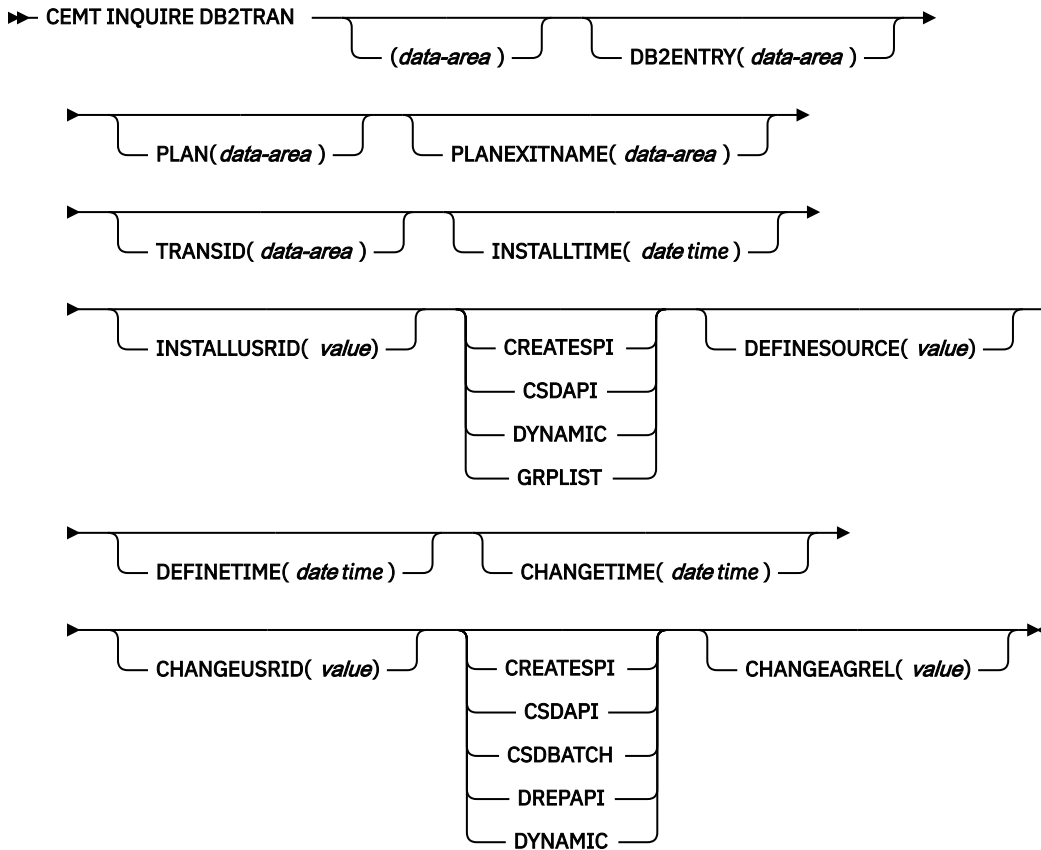 CEMT INQUIRE DB2TRAN
(data-area )
DB2ENTRY( data-area )
PLAN(data-area )
PLANEXITNAME( data-area )
TRANSID( data-area )
INSTALLTIME( date time )
INSTALLUSRID( value)
CREATESPI
CSDAPI
DYNAMIC
GRPLIST
DEFINESOURCE( value)
DEFINETIME( date time )
CHANGETIME( date time )
CHANGEUSRID( value)
CREATESPI
CSDAPI
CSDBATCH
DREPAPI
DYNAMIC
CHANGEAGREL( value)